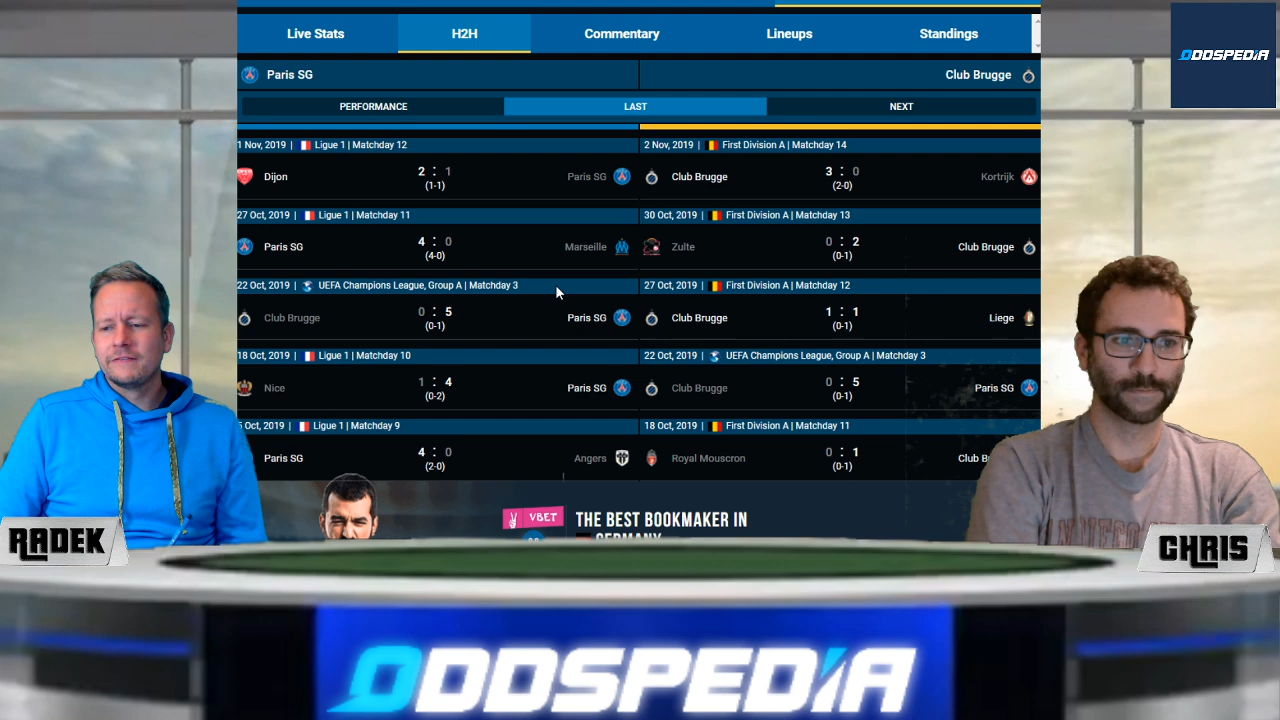 Live Stats H2H Commentary Lineups Standings
ODDSPEDIA
Paris SG Club Brugge
PERFORMANCE LAST NEXT
1 Nov, 2019 | Ligue 1 | Matchday 12
Dijon 2 : 1 Paris SG
(1-1)
27 Oct, 2019 | Ligue 1 | Matchday 11
Paris SG 4 : 0 Marseille
(4-0)
22 Oct, 2019 | UEFA Champions League, Group A | Matchday 3
Club Brugge 0 : 5 Paris SG
(0-1)
18 Oct, 2019 | Ligue 1 | Matchday 10
Nice 1 : 4 Paris SG
(0-2)
5 Oct, 2019 | Ligue 1 | Matchday 9
Paris SG 4 : 0 Angers
(2-0)
2 Nov, 2019 | First Division A | Matchday 14
Club Brugge 3 : 0 Kortrijk
(2-0)
30 Oct, 2019 | First Division A | Matchday 13
Zulte 0 : 2 Club Brugge
(0-1)
27 Oct, 2019 | First Division A | Matchday 12
Club Brugge 1 : 1 Liege
(0-1)
22 Oct, 2019 | UEFA Champions League, Group A | Matchday 3
Club Brugge 0 : 5 Paris SG
(0-1)
18 Oct, 2019 | First Division A | Matchday 11
Royal Mouscron 0 : 1 Club B
(0-1)
VBET THE BEST BOOKMAKER IN
GERMANY
RADEK
CHRIS
ODDSPEDIA